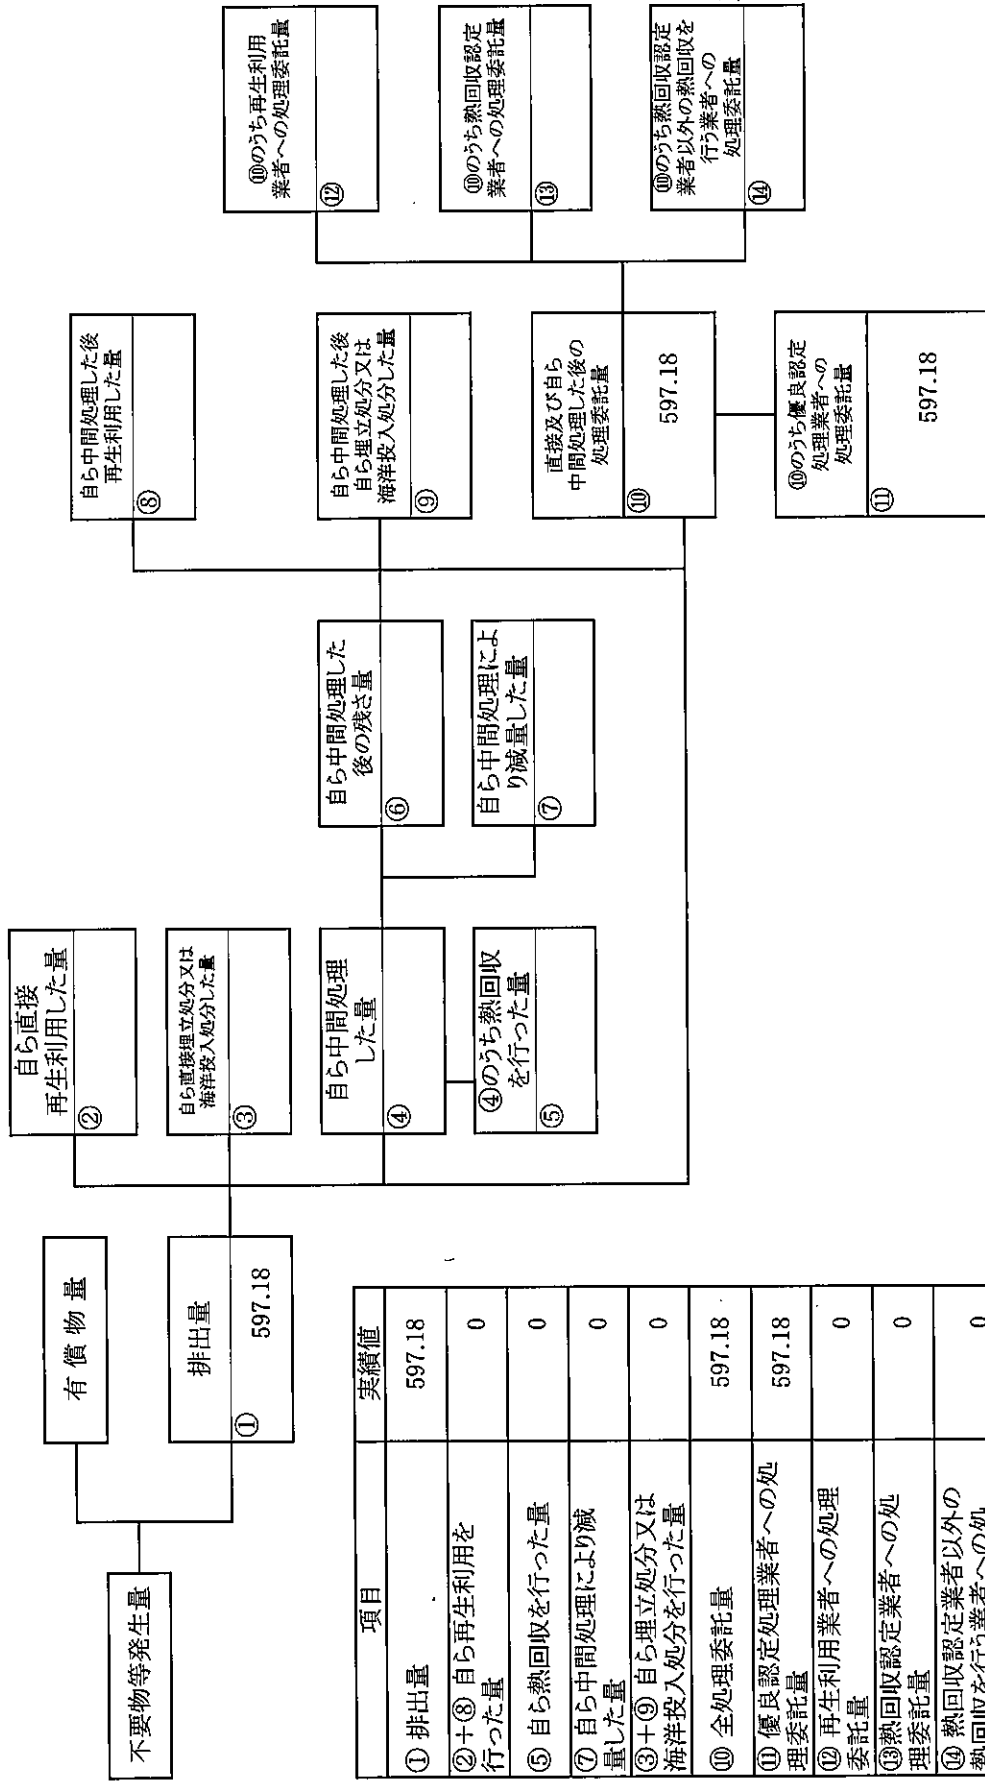 不要物等発生量
有償物量
排出量
①
597.18
自ら直接
再生利用した量
②
自ら直接埋立処分又は
海洋投入処分した量
③
自ら中間処理
した量
④
④のうち熱回収
を行った量
⑤
自ら中間処理した
後の残さ量
⑥
自ら中間処理によ
り減量した量
⑦
自ら中間処理した後
再生利用した量
⑧
自ら中間処理した後
自ら埋立処分又は
海洋投入処分した量
⑨
直接及び自ら
中間処理した後の
処理委託量
⑩
597.18
⑩のうち優良認定
処理業者への
処理委託量
⑪
597.18
⑩のうち再生利用
業者への処理委託量
⑫
⑩のうち熱回収認定
業者への処理委託量
⑬
⑩のうち熱回収認定
業者以外の熱回収を
行う業者への
処理委託量
⑭
項目 実績値
①排出量 597.18
②+⑧自ら再生利用を
行った量 0
⑤自ら熱回収を行った量 0
⑦自ら中間処理により減
量した量 0
③+⑨自ら埋立処分又は
海洋投入処分を行った量 0
⑩全処理委託量 597.18
⑪優良認定処理業者への処
理委託量 597.18
⑫再生利用業者への処理
委託量 0
⑬熱回収認定業者への処
理委託量 0
⑭熱回収認定業者以外の
熱回収を行う業者への処 0